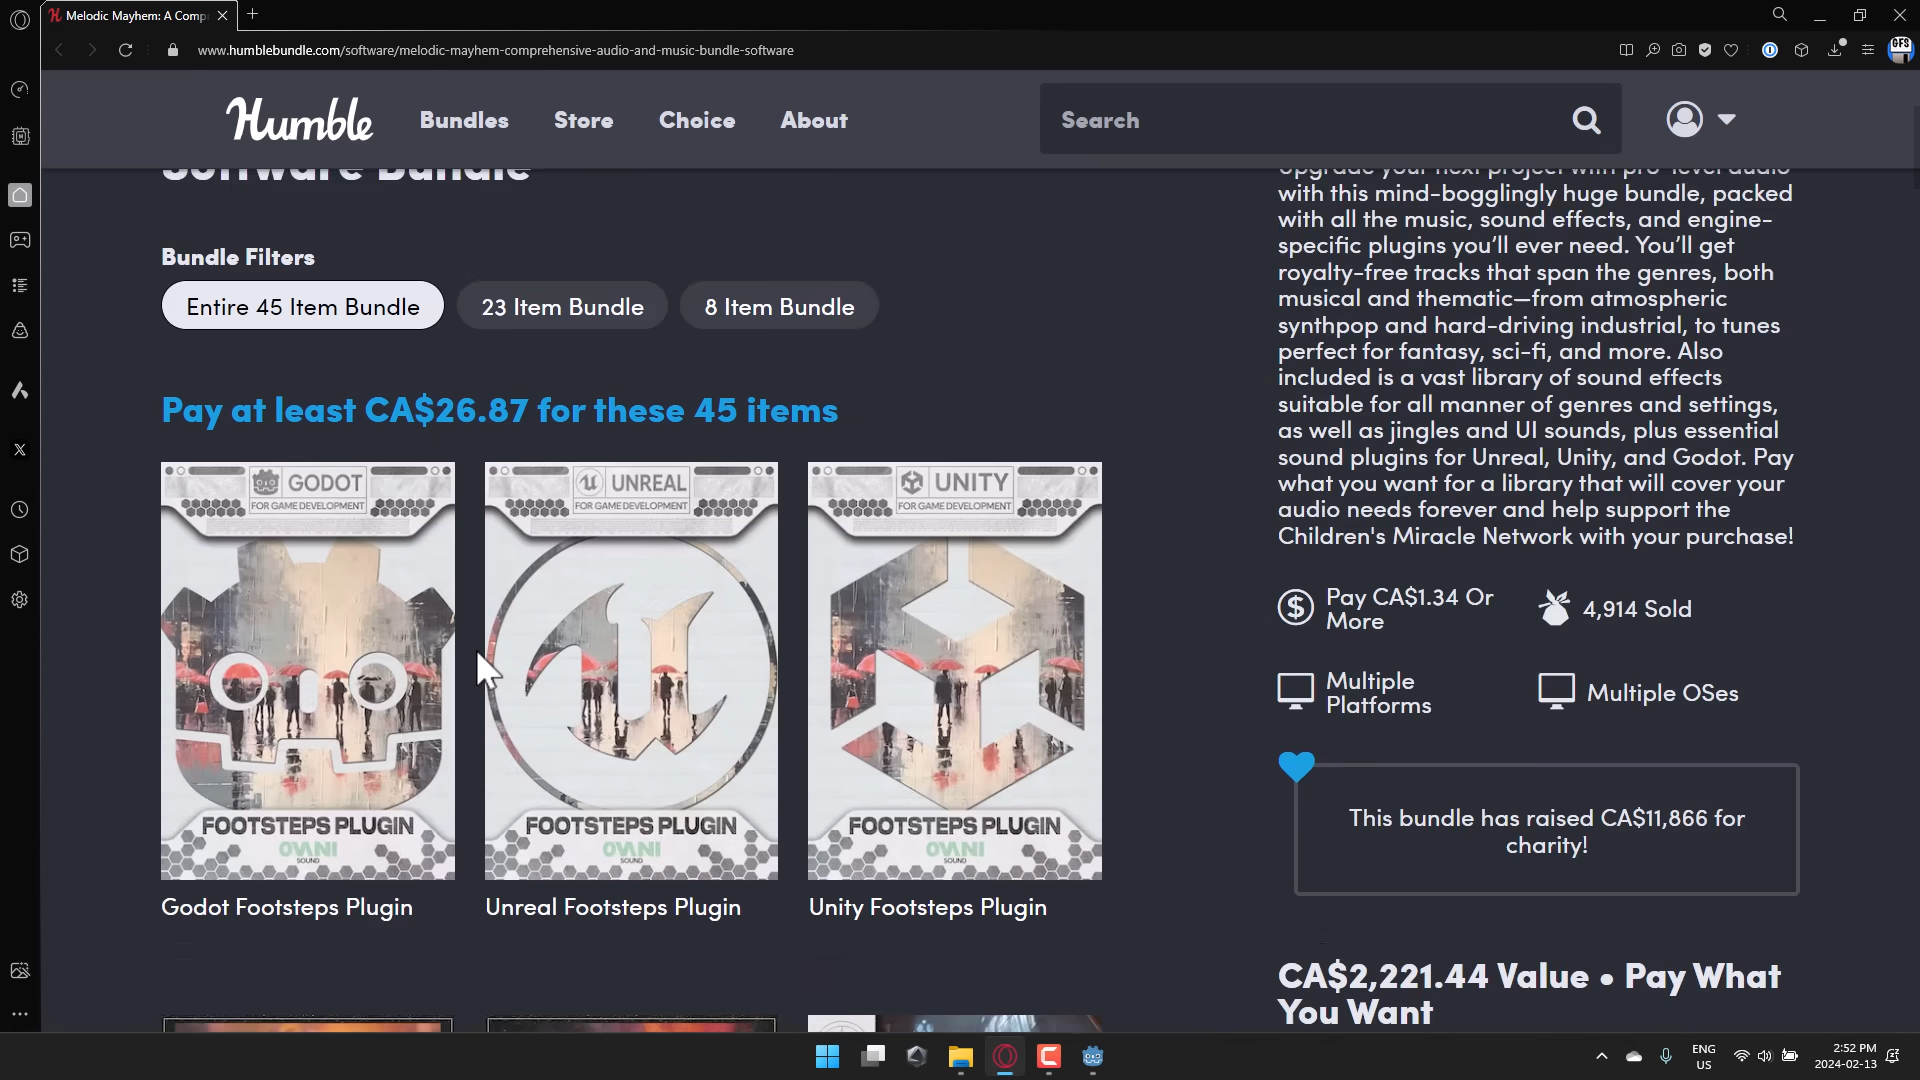 Melodic Mayhem: A Comp
www.humblebundle.com/software/melodic-mayhem-comprehensive-audio-and-music-bundle-software
GFS
Humble
Bundles
Store
Choice
About
Search
Software Bundle
Bundle Filters
Entire 45 Item Bundle
23 Item Bundle
8 Item Bundle
Pay at least CA$26.87 for these 45 items
GODOT
FOR GAME DEVELOPMENT
FOOTSTEPS PLUGIN
OVANI
SOUND
Godot Footsteps Plugin
UNREAL
FOR GAME DEVELOPMENT
FOOTSTEPS PLUGIN
OVANI
SOUND
Unreal Footsteps Plugin
UNITY
FOR GAME DEVELOPMENT
FOOTSTEPS PLUGIN
OVANI
SOUND
Unity Footsteps Plugin
Upgrade your next project with pro-level audio
with this mind-bogglingly huge bundle, packed
with all the music, sound effects, and engine-
specific plugins you’ll ever need. You’ll get
royalty-free tracks that span the genres, both
musical and thematic—from atmospheric
synthpop and hard-driving industrial, to tunes
perfect for fantasy, sci-fi, and more. Also
included is a vast library of sound effects
suitable for all manner of genres and settings,
as well as jingles and UI sounds, plus essential
sound plugins for Unreal, Unity, and Godot. Pay
what you want for a library that will cover your
audio needs forever and help support the
Children's Miracle Network with your purchase!
Pay CA$1.34 Or
More
4,914 Sold
Multiple
Platforms
Multiple OSes
This bundle has raised CA$11,866 for
charity!
CA$2,221.44 Value • Pay What
You Want
ENG
US
2:52 PM
2024-02-13